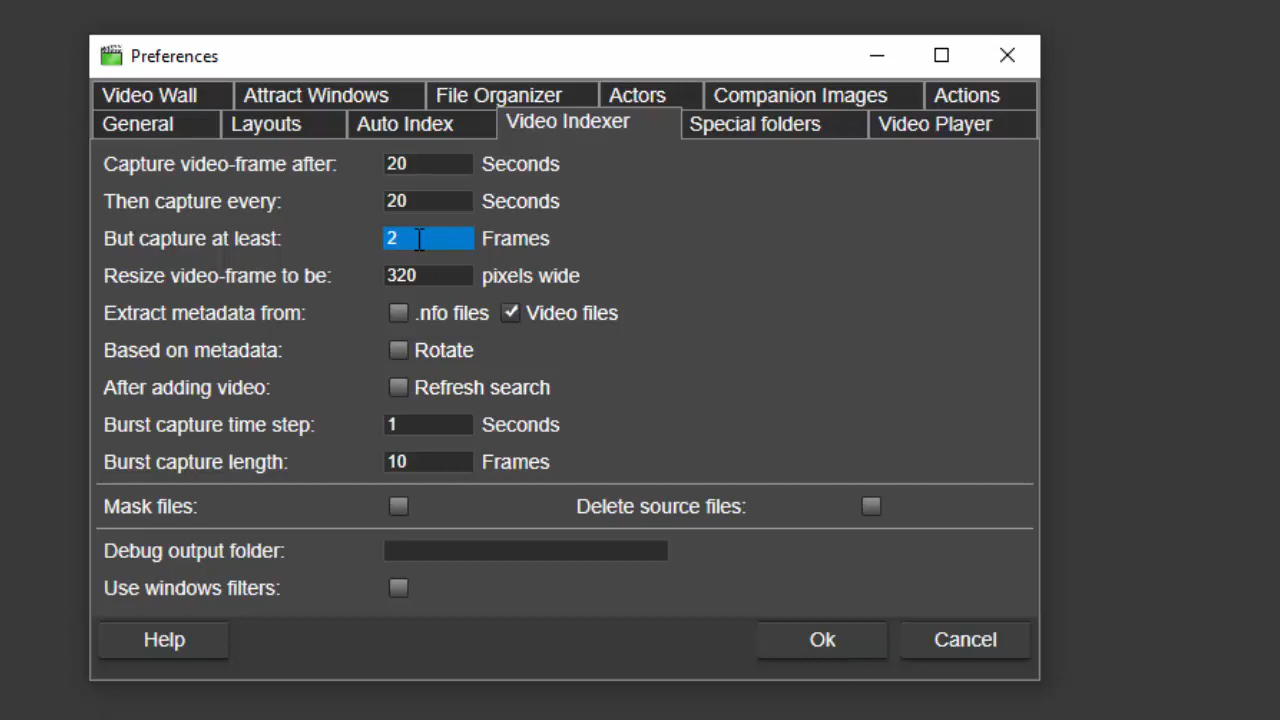 Preferences
Video Wall Attract Windows File Organizer Actors Companion Images Actions
General Layouts Auto Index Video Indexer Special folders Video Player
Capture video-frame after: 20 Seconds
Then capture every: 20 Seconds
But capture at least: 2 Frames
Resize video-frame to be: 320 pixels wide
Extract metadata from: .nfo files Video files
Based on metadata: Rotate
After adding video: Refresh search
Burst capture time step: 1 Seconds
Burst capture length: 10 Frames
Mask files: Delete source files:
Debug output folder:
Use windows filters:
Help Ok Cancel